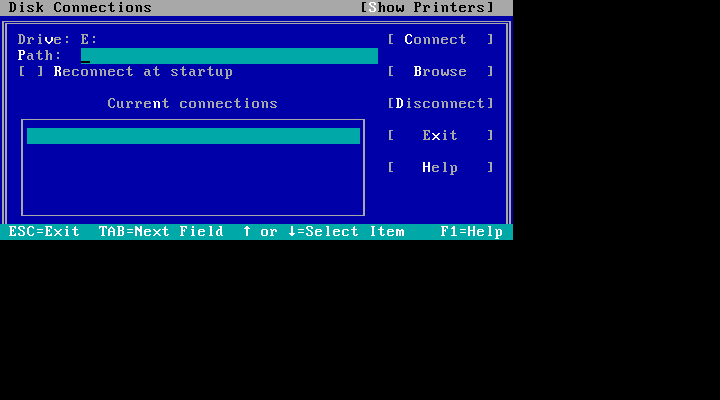 Disk Connections [Show Printers]
Drive: E: [ Connect ]
Path:
[ ] Reconnect at startup [ Browse ]
Current connections [Disconnect]
[ Exit ]
[ Help ]
ESC=Exit TAB=Next Field ↑ or ↓=Select Item F1=Help